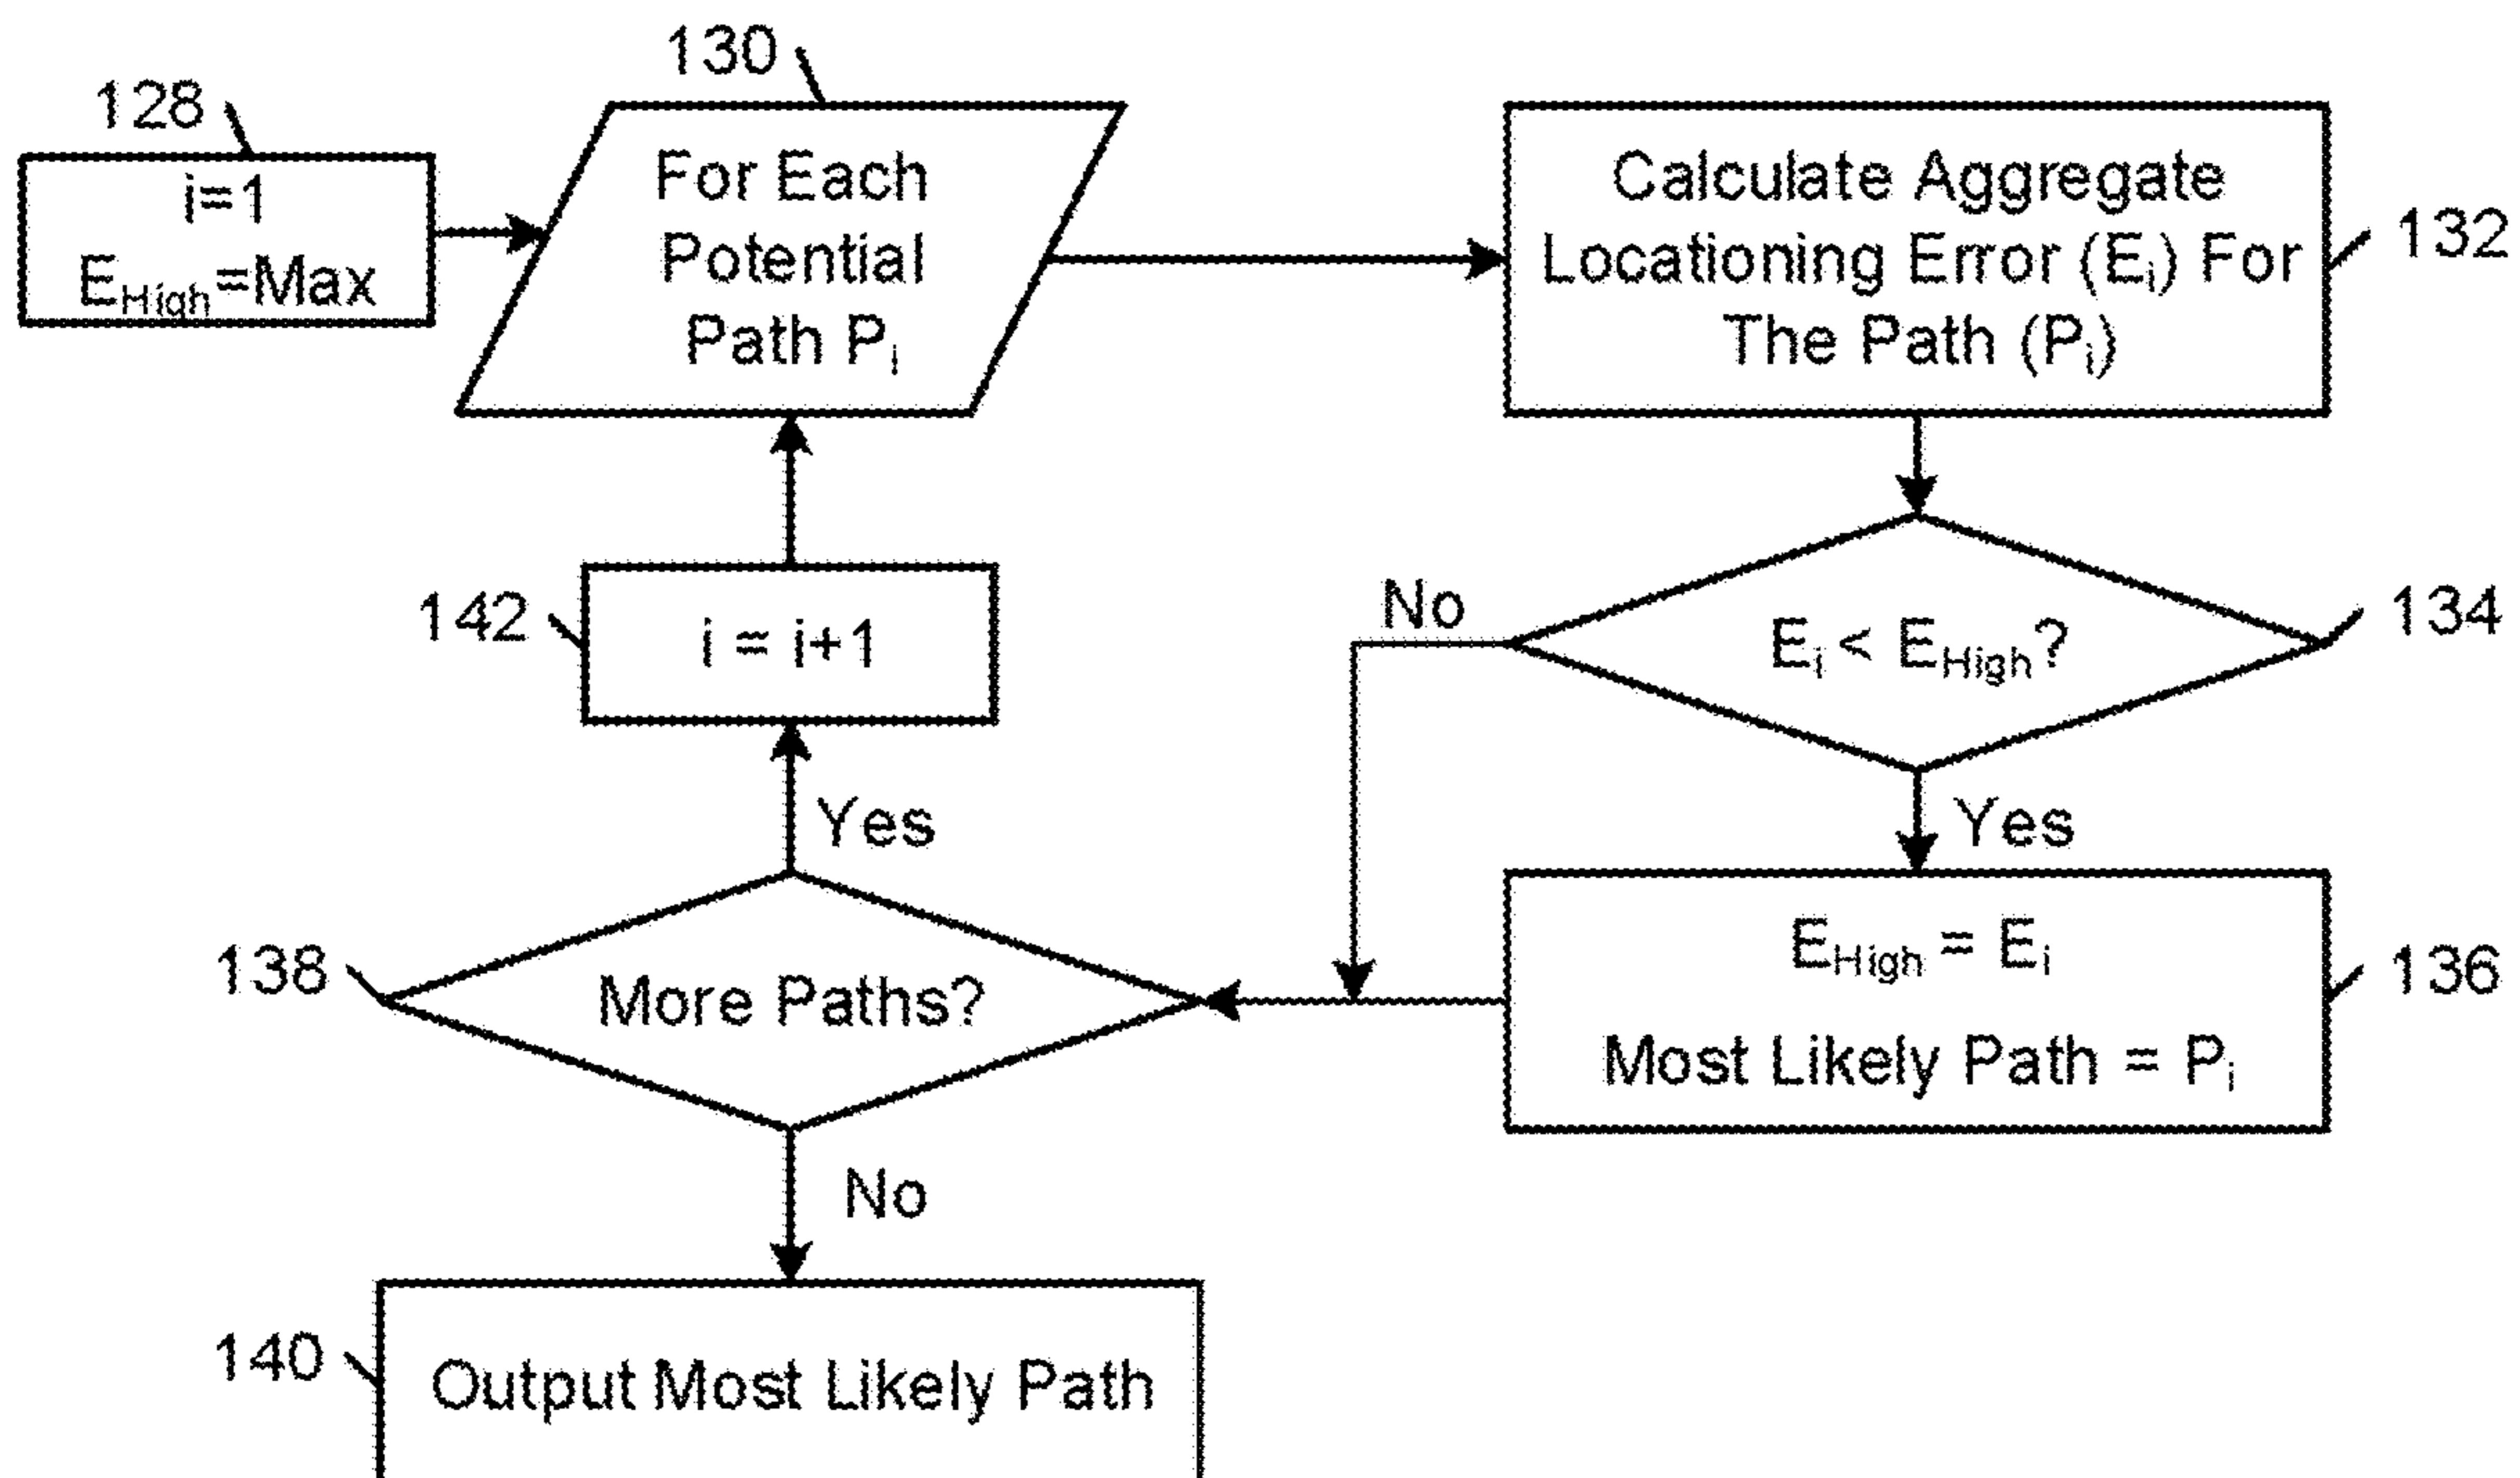 128
i=1
E_High=Max
130
For Each
Potential
Path P_i
Calculate Aggregate
Locationing Error (E_i) For
The Path (P_i)
132
E_i < E_High?
134
No
Yes
E_High = E_i
Most Likely Path = P_i
136
142
i = i+1
Yes
138
More Paths?
No
140
Output Most Likely Path